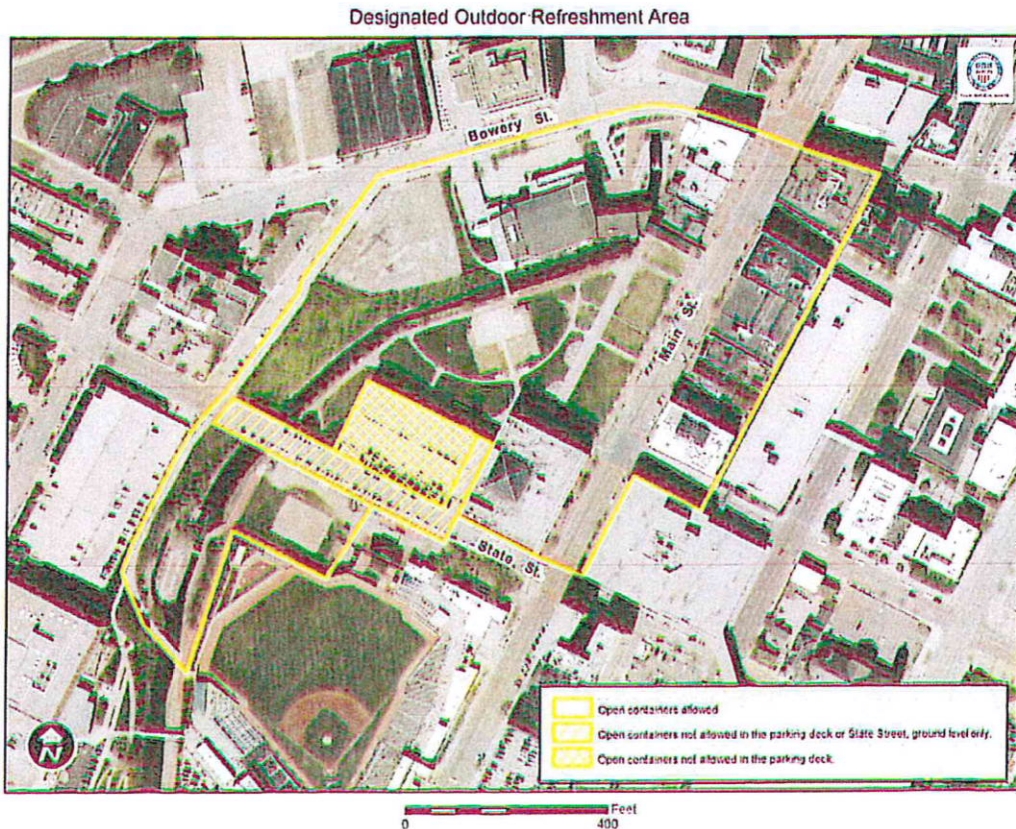 Designated Outdoor Refreshment Area
Bowery St.
Main St.
State St.
N
Open containers allowed
Open containers not allowed in the parking deck or State Street, ground level only.
Open containers not allowed in the parking deck.
Feet
0 400